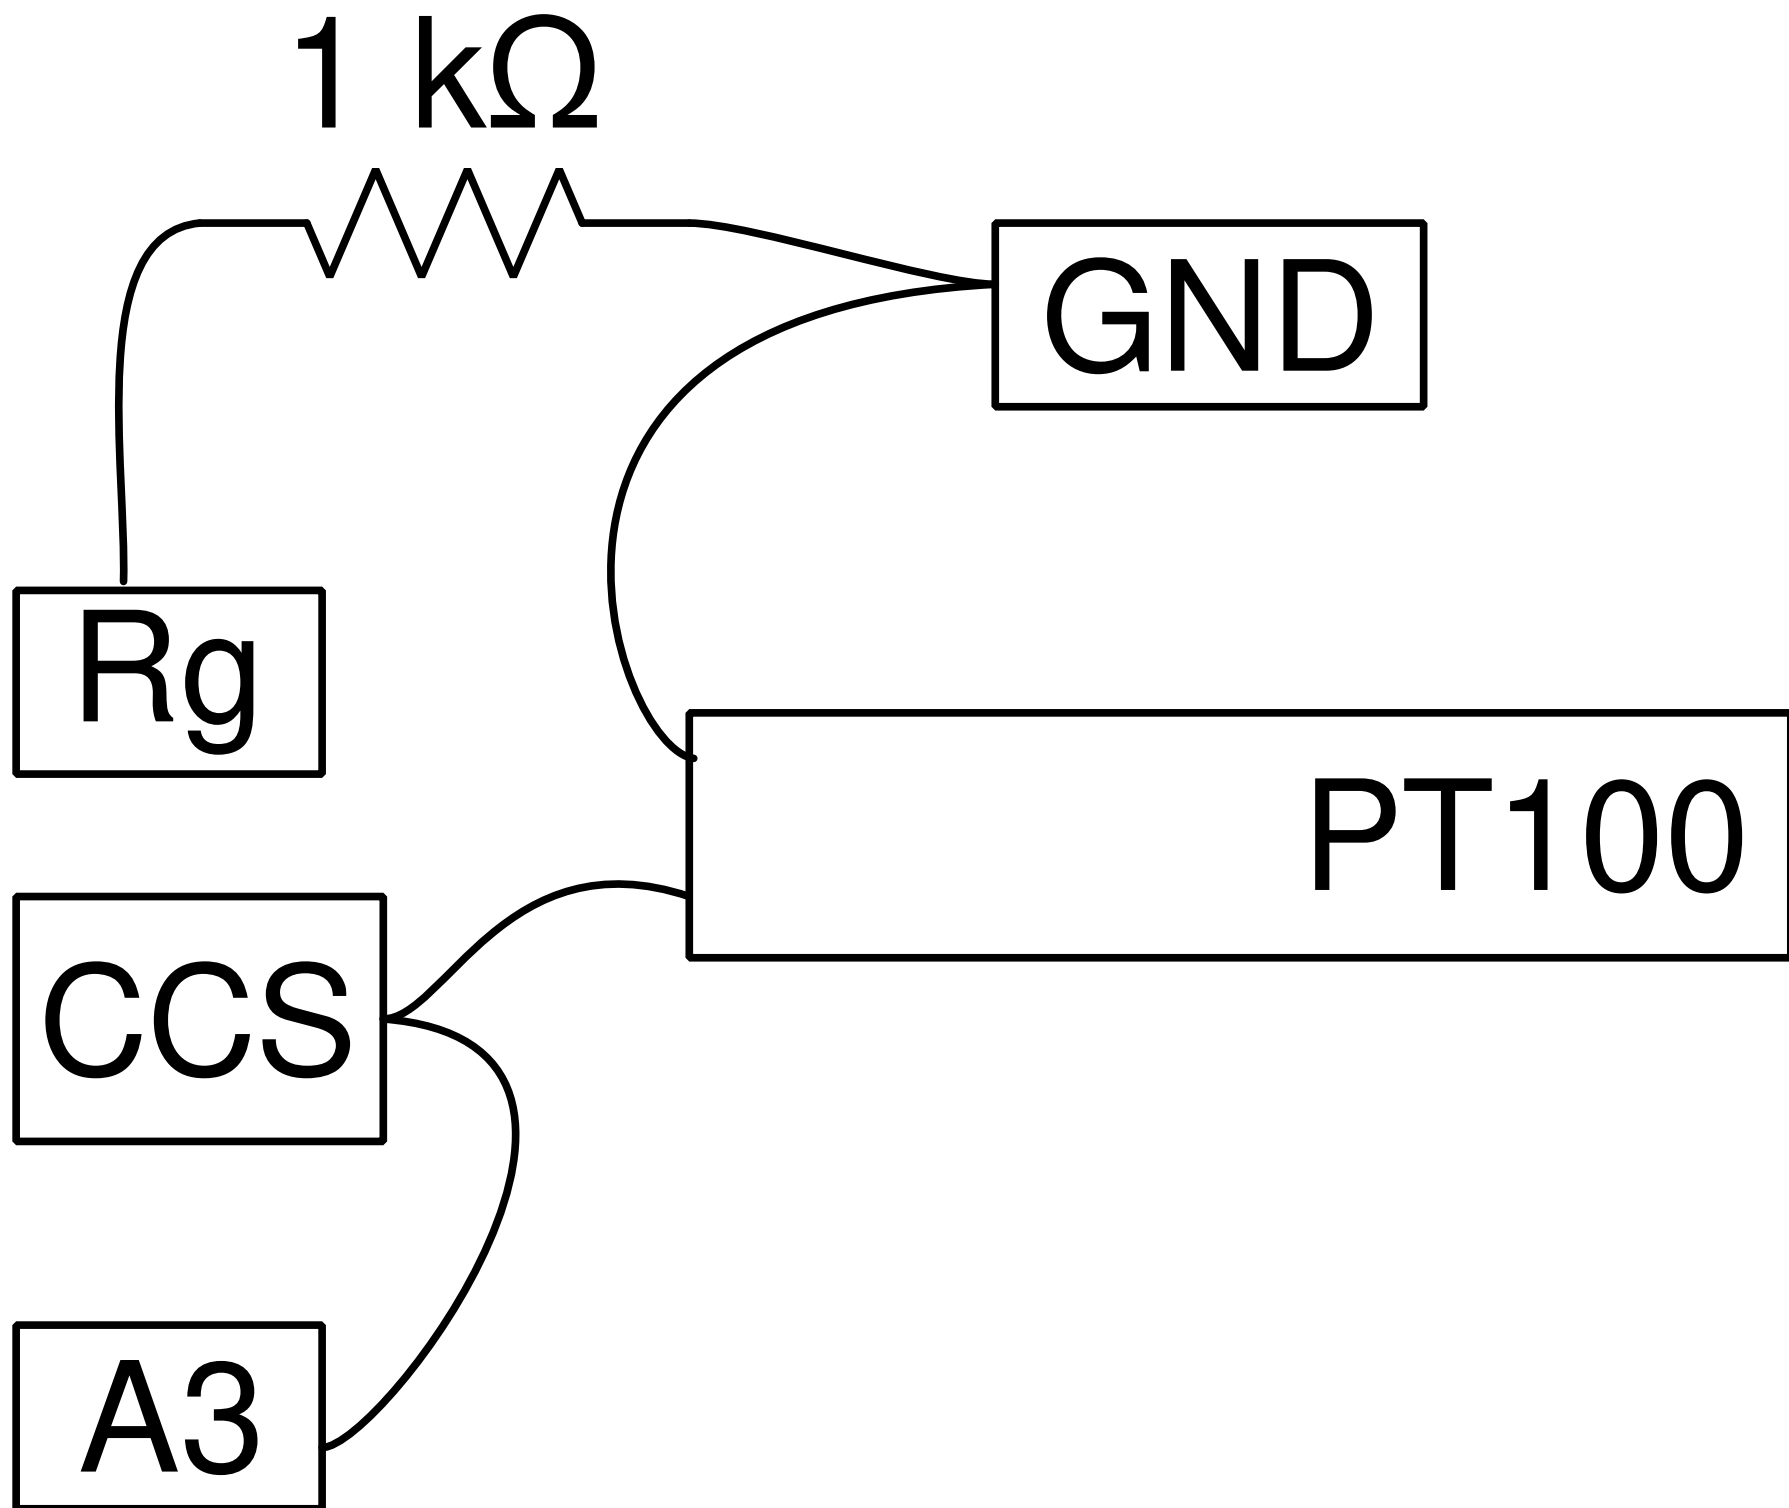 1 kΩ
GND
Rg
PT100
CCS
A3